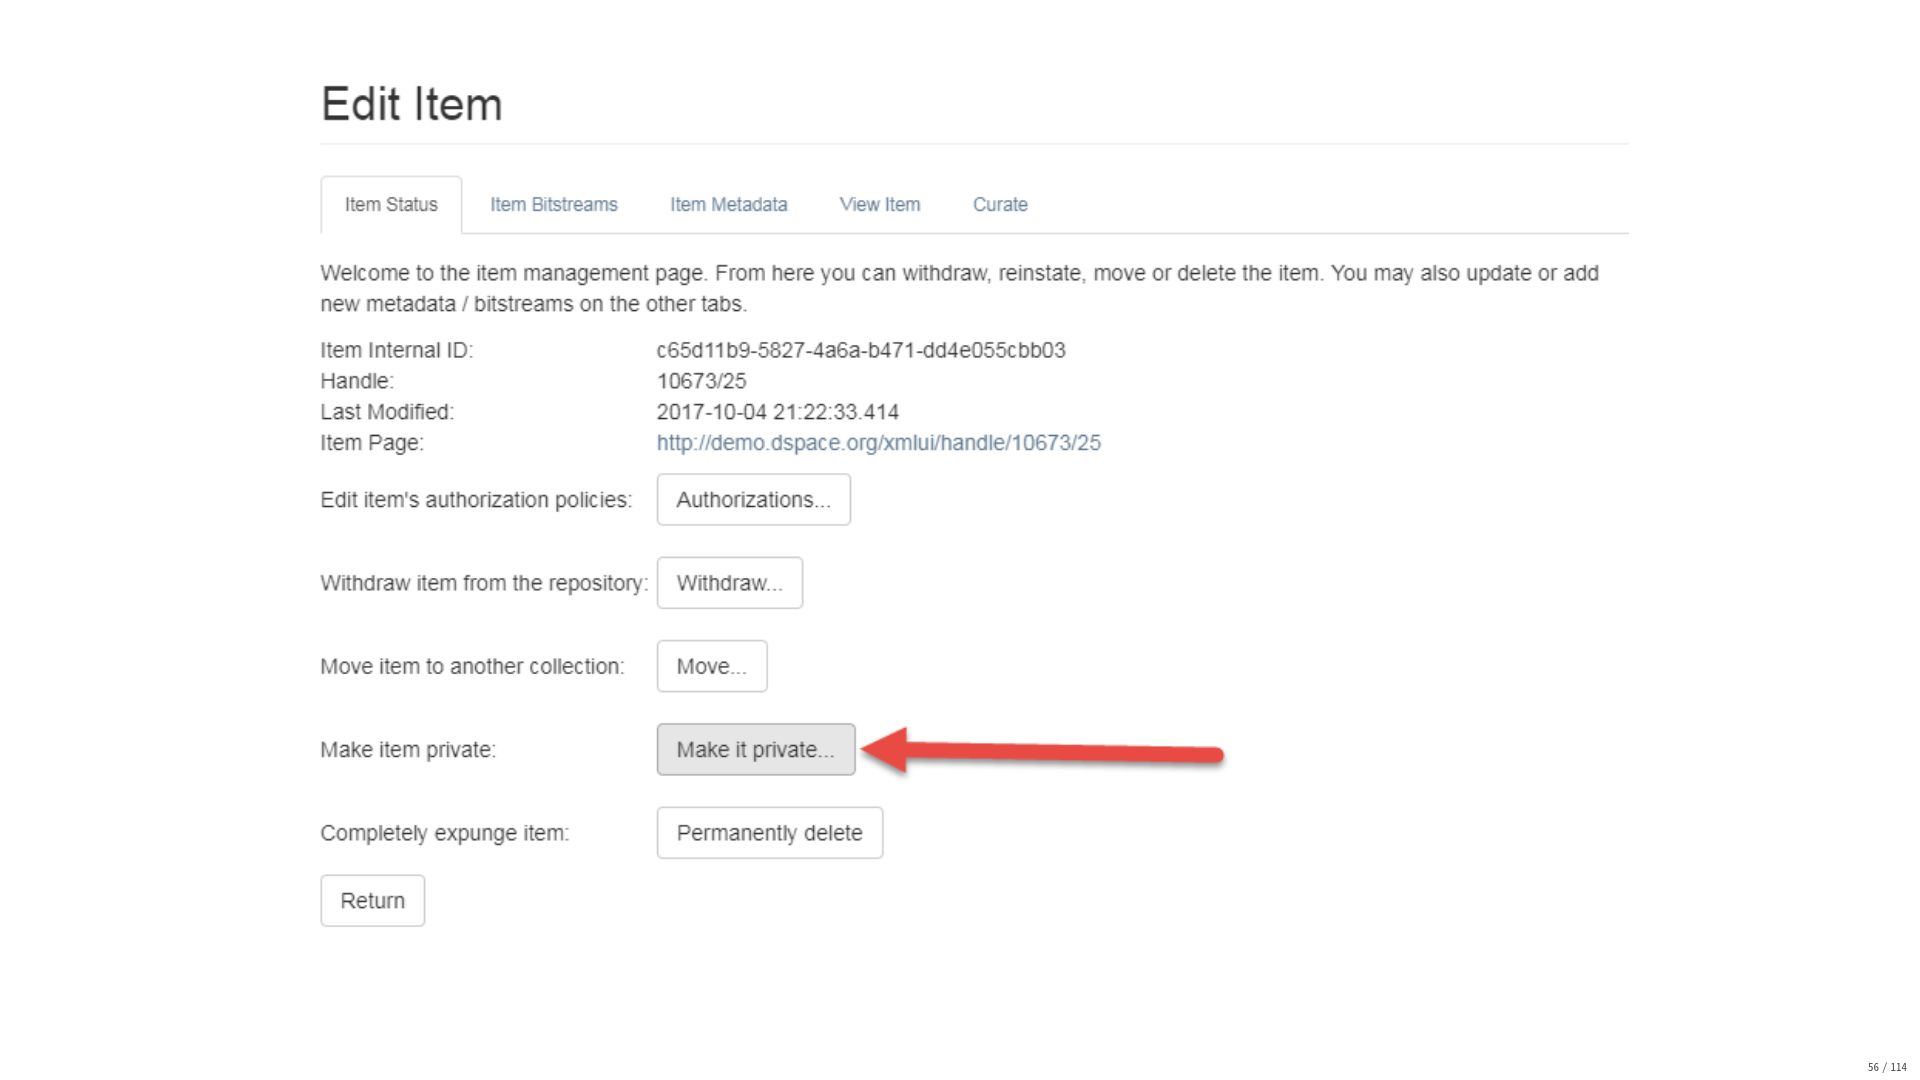 Edit Item
Item Status Item Bitstreams Item Metadata View Item Curate
Welcome to the item management page. From here you can withdraw, reinstate, move or delete the item. You may also update or add
new metadata / bitstreams on the other tabs.
Item Internal ID: c65d11b9-5827-4a6a-b471-dd4e055cbb03
Handle: 10673/25
Last Modified: 2017-10-04 21:22:33.414
Item Page: http://demo.dspace.org/xmlui/handle/10673/25
Edit item's authorization policies: Authorizations...
Withdraw item from the repository: Withdraw...
Move item to another collection: Move...
Make item private: Make it private...
Completely expunge item: Permanently delete
Return
56 / 114